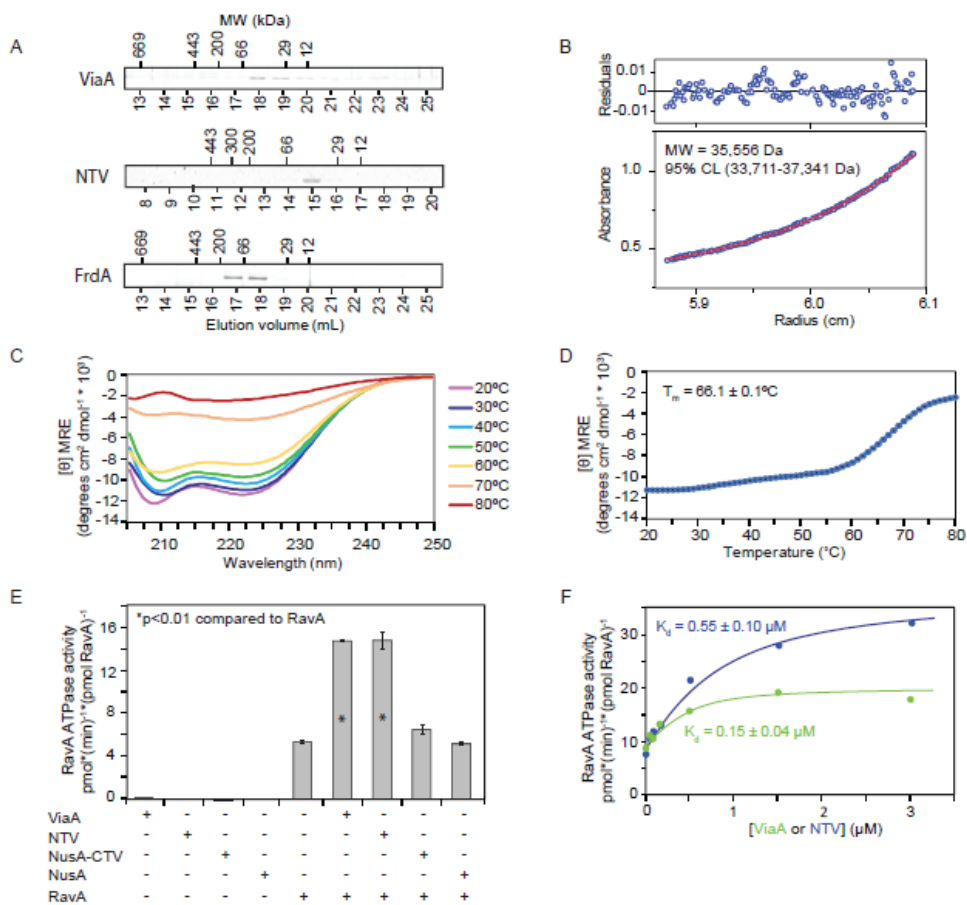 A
MW (kDa)
669 443 200 66 29 12
ViaA
13 14 15 16 17 18 19 20 21 22 23 24 25
443 300 200 66 29 12
NTV
8 9 10 11 12 13 14 15 16 17 18 19 20
669 443 200 66 29 12
FrdA
13 14 15 16 17 18 19 20 21 22 23 24 25
Elution volume (mL)
B
Residuals
0.01
0
-0.01
MW = 35,556 Da
95% CL (33,711-37,341 Da)
Absorbance
1.0
0.5
5.9 6.0 6.1
Radius (cm)
C
[θ] MRE
(degrees cm² dmol⁻¹ * 10³)
0
-2
-4
-6
-8
-10
-12
-14
210 220 230 240 250
Wavelength (nm)
20ºC
30ºC
40ºC
50ºC
60ºC
70ºC
80ºC
D
[θ] MRE
(degrees cm² dmol⁻¹ * 10³)
0
-2
-4
-6
-8
-10
-12
-14
Tm = 66.1 ± 0.1ºC
20 30 40 50 60 70 80
Temperature (°C)
E
RavA ATPase activity
pmol*(min)⁻¹*(pmol RavA)⁻¹
16
12
8
4
0
*p<0.01 compared to RavA
* *
ViaA + - - - - + - - -
NTV - + - - - - + - -
NusA-CTV - - + - - - - + -
NusA - - - + - - - - +
RavA - - - - + + + + +
F
RavA ATPase activity
pmol*(min)⁻¹*(pmol RavA)⁻¹
30
20
10
0
Kd = 0.55 ± 0.10 µM
Kd = 0.15 ± 0.04 µM
0 1 2 3
[ViaA or NTV] (µM)